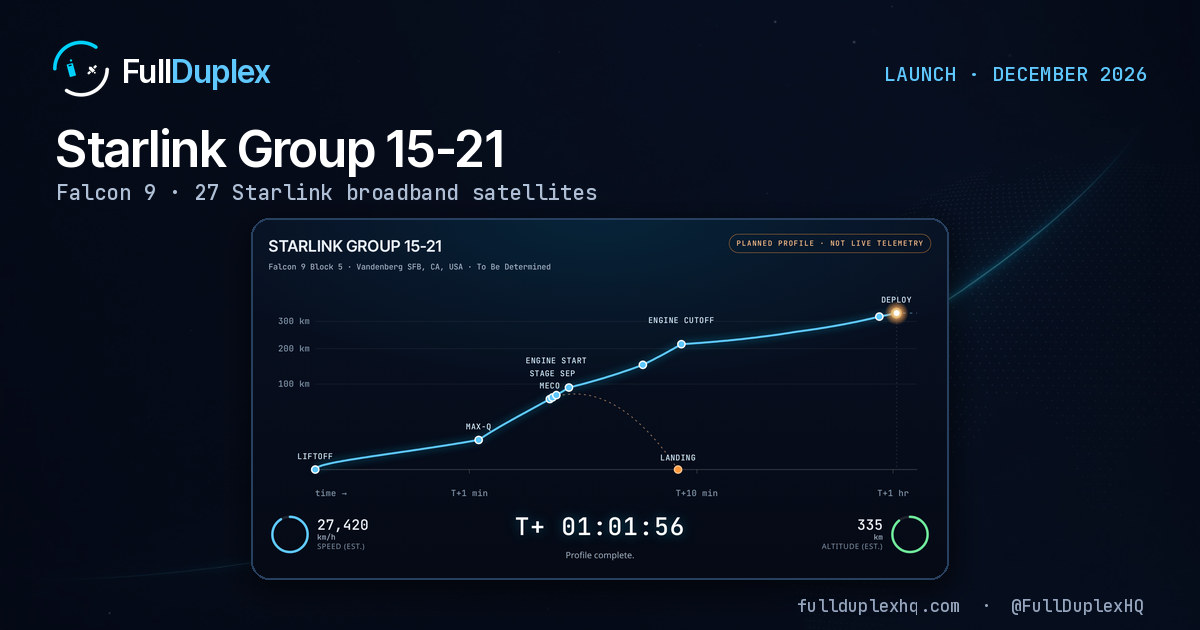 FullDuplex
LAUNCH · DECEMBER 2026
Starlink Group 15-21
Falcon 9 · 27 Starlink broadband satellites
STARLINK GROUP 15-21
PLANNED PROFILE · NOT LIVE TELEMETRY
Falcon 9 Block 5 · Vandenberg SFB, CA, USA · To Be Determined
DEPLOY
300 km
ENGINE CUTOFF
200 km
ENGINE START
STAGE SEP
100 km
MECO
MAX-Q
LIFTOFF
LANDING
time →
T+1 min
T+10 min
T+1 hr
27,420
km/h
SPEED (EST.)
T+ 01:01:56
Profile complete.
335
km
ALTITUDE (EST.)
fullduplexhq.com · @FullDuplexHQ